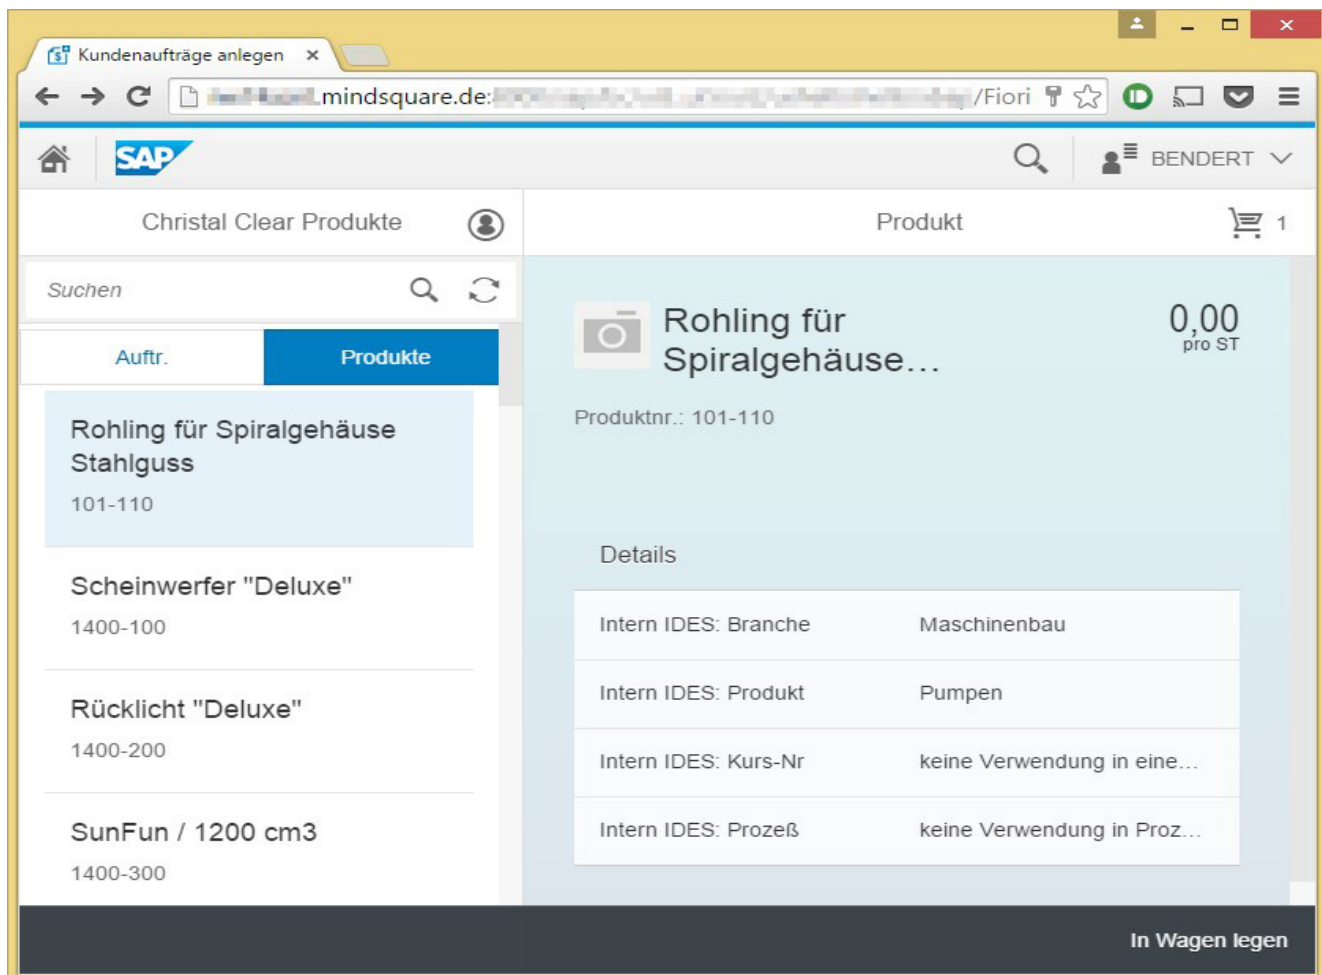 Kundenaufträge anlegen
mindsquare.de: /Fiori
SAP
BENDERT
Christal Clear Produkte
Produkt
1
Suchen
Auftr.
Produkte
Rohling für Spiralgehäuse
Stahlguss
101-110
Scheinwerfer "Deluxe"
1400-100
Rücklicht "Deluxe"
1400-200
SunFun / 1200 cm3
1400-300
Rohling für
Spiralgehäuse...
0,00
pro ST
Produktnr.: 101-110
Details
Intern IDES: Branche Maschinenbau
Intern IDES: Produkt Pumpen
Intern IDES: Kurs-Nr keine Verwendung in eine...
Intern IDES: Prozeß keine Verwendung in Proz...
In Wagen legen